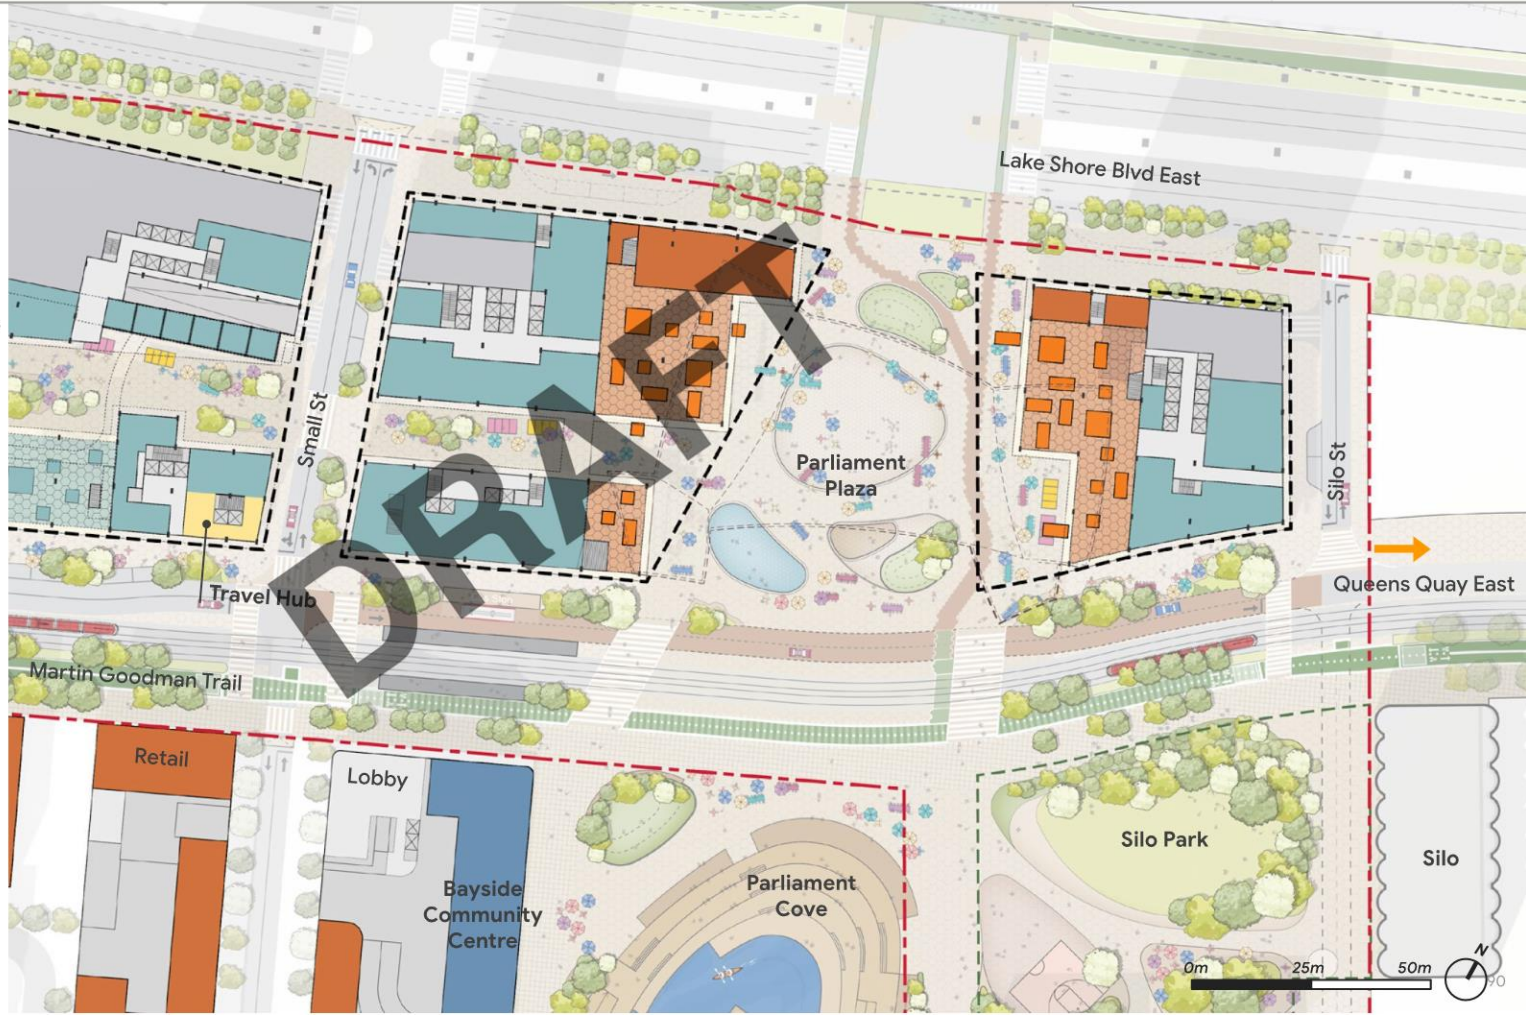 Lake Shore Blvd East
DRAFT
Small St
Parliament
Plaza
Silo St
Queens Quay East
Travel Hub
Martin Goodman Trail
Retail
Lobby
Bayside
Community
Centre
Parliament
Cove
Silo Park
Silo
N
0m 25m 50m
90